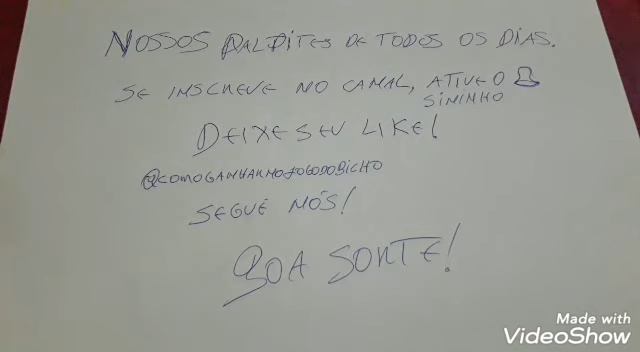 NOSSOS PALPITES DE TODOS OS DIAS.
SE INSCREVE NO CANAL, ATIVE O
SININHO
DEIXE SEU LIKE!
@COMOGANHARNOJOGODOBICHO
SEGUE NÓS!
BOA SORTE!
Made with
VideoShow